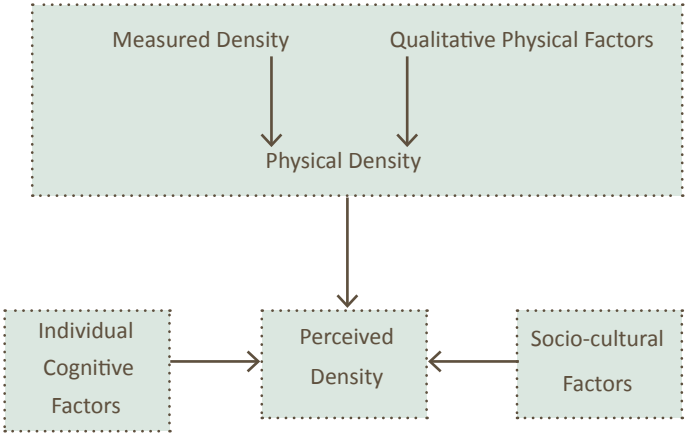 Measured Density
Qualitative Physical Factors
Physical Density
Individual
Cognitive
Factors
Perceived
Density
Socio-cultural
Factors